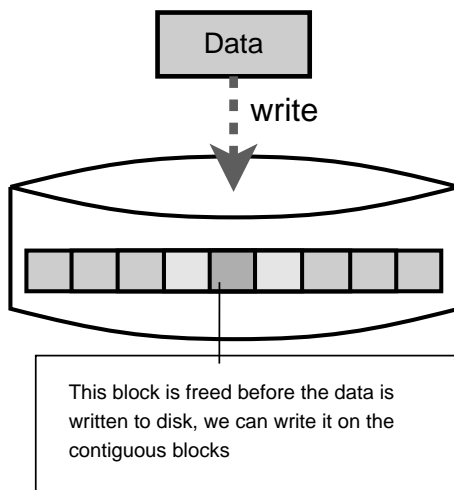 Data
write
This block is freed before the data is
written to disk, we can write it on the
contiguous blocks